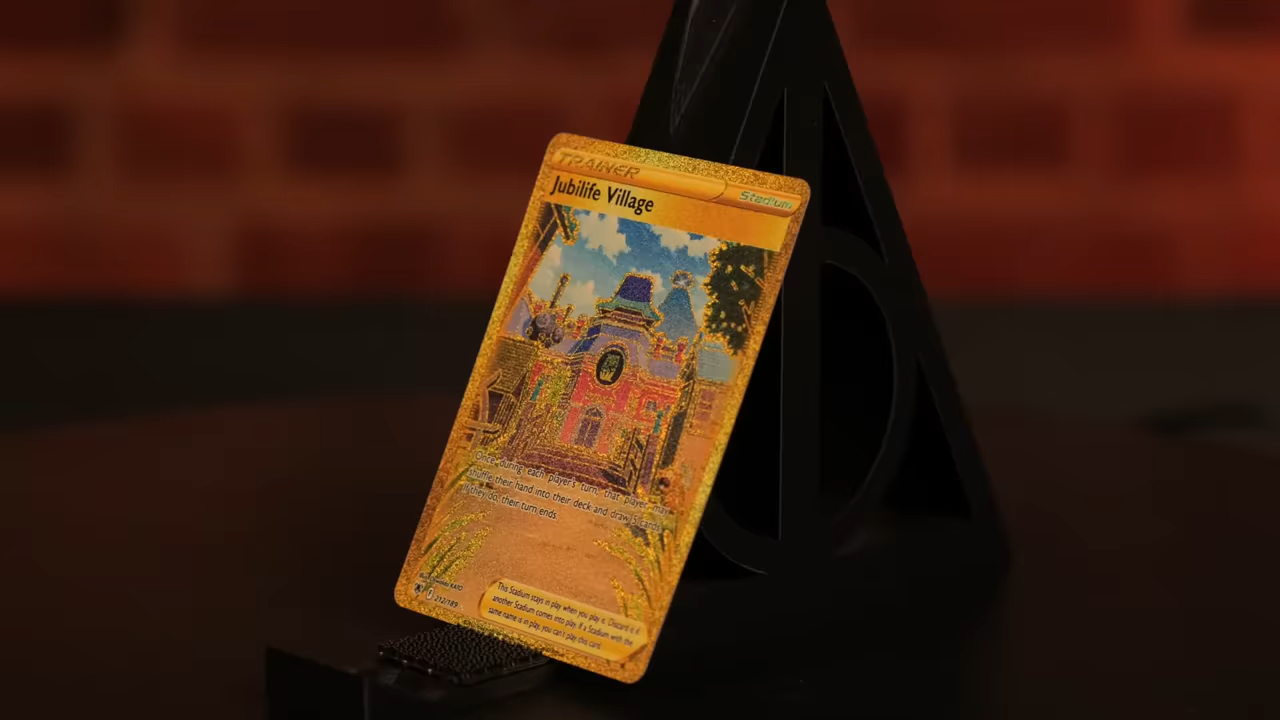 TRAINER
Stadium
Jubilife Village
Once during each player's turn, that player may
shuffle their hand into their deck and draw 5 cards.
If they do, their turn ends.
KATO
212/189
This Stadium stays in play when you play it. Discard it if
another Stadium comes into play. If a Stadium with the
same name is in play, you can't play this card.